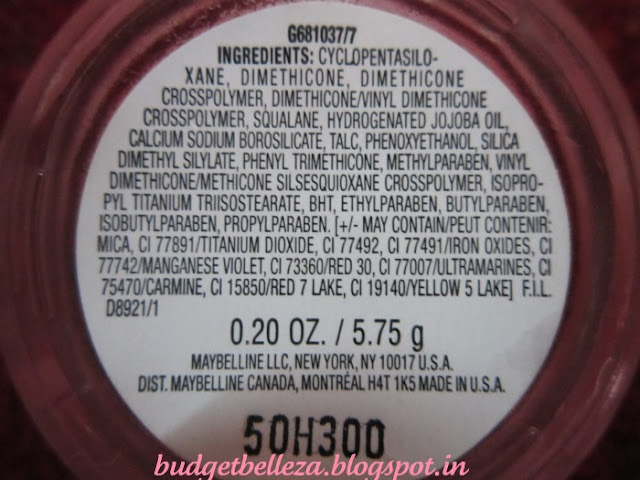 G681037/7
INGREDIENTS: CYCLOPENTASILO-
XANE, DIMETHICONE, DIMETHICONE
CROSSPOLYMER, DIMETHICONE/VINYL DIMETHICONE
CROSSPOLYMER, SQUALANE, HYDROGENATED JOJOBA OIL,
CALCIUM SODIUM BOROSILICATE, TALC, PHENOXYETHANOL, SILICA
DIMETHYL SILYLATE, PHENYL TRIMETHICONE, METHYLPARABEN, VINYL
DIMETHICONE/METHICONE SILSESQUIOXANE CROSSPOLYMER, ISOPRO-
PYL TITANIUM TRIISOSTEARATE, BHT, ETHYLPARABEN, BUTYLPARABEN,
ISOBUTYLPARABEN, PROPYLPARABEN. [+/- MAY CONTAIN/PEUT CONTENIR:
MICA, CI 77891/TITANIUM DIOXIDE, CI 77492, CI 77491/IRON OXIDES, CI
77742/MANGANESE VIOLET, CI 73360/RED 30, CI 77007/ULTRAMARINES, CI
75470/CARMINE, CI 15850/RED 7 LAKE, CI 19140/YELLOW 5 LAKE] F.I.L.
D8921/1
0.20 OZ. / 5.75 g
MAYBELLINE LLC, NEW YORK, NY 10017 U.S.A.
DIST. MAYBELLINE CANADA, MONTRÉAL H4T 1K5 MADE IN U.S.A.
50H300
budgetbelleza.blogspot.in